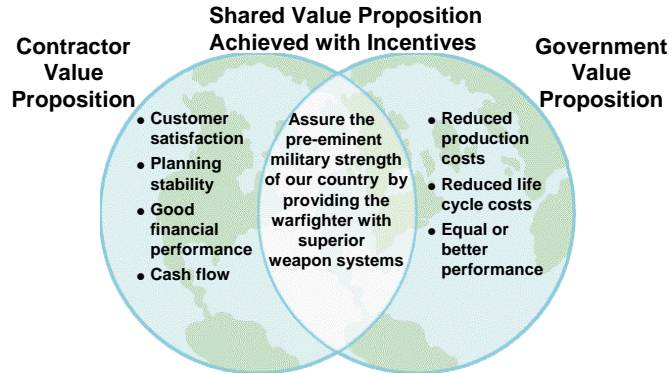 Shared Value Proposition
Achieved with Incentives
Contractor
Value
Proposition
Government
Value
Proposition
• Customer
satisfaction
• Planning
stability
• Good
financial
performance
• Cash flow
Assure the
pre-eminent
military strength
of our country by
providing the
warfighter with
superior
weapon systems
• Reduced
production
costs
• Reduced life
cycle costs
• Equal or
better
performance